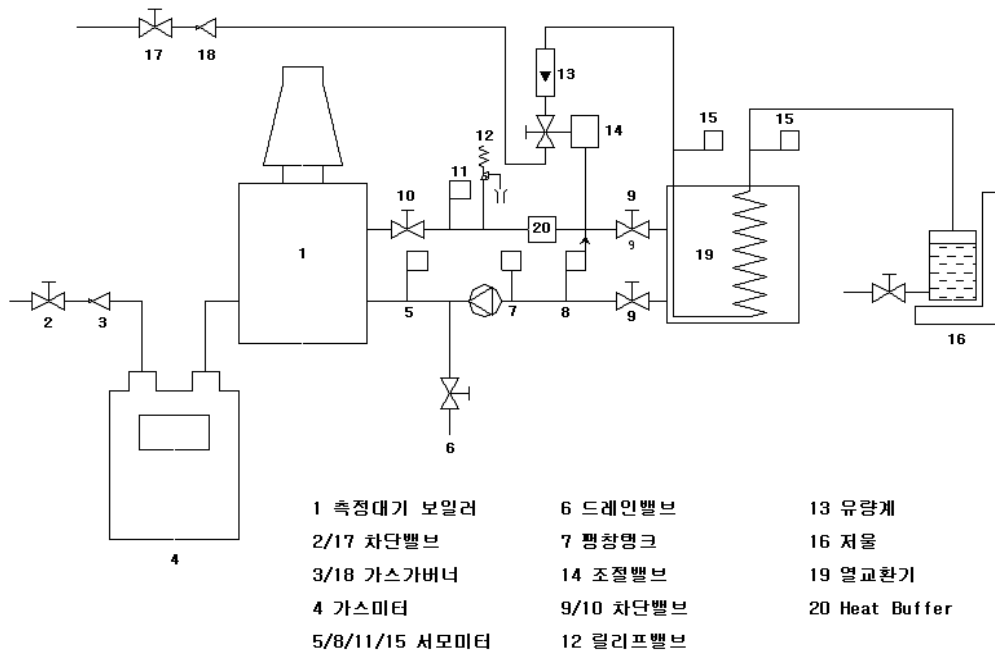 17
18
13
14
15
15
12
11
10
9
20
9
1
19
2
3
5
7
8
9
16
6
4
1 측정대기 보일러
6 드레인밸브
13 유량계
2/17 차단밸브
7 팽창탱크
16 저울
3/18 가스가버너
14 조절밸브
19 열교환기
4 가스미터
9/10 차단밸브
20 Heat Buffer
5/8/11/15 서모미터
12 릴리프밸브